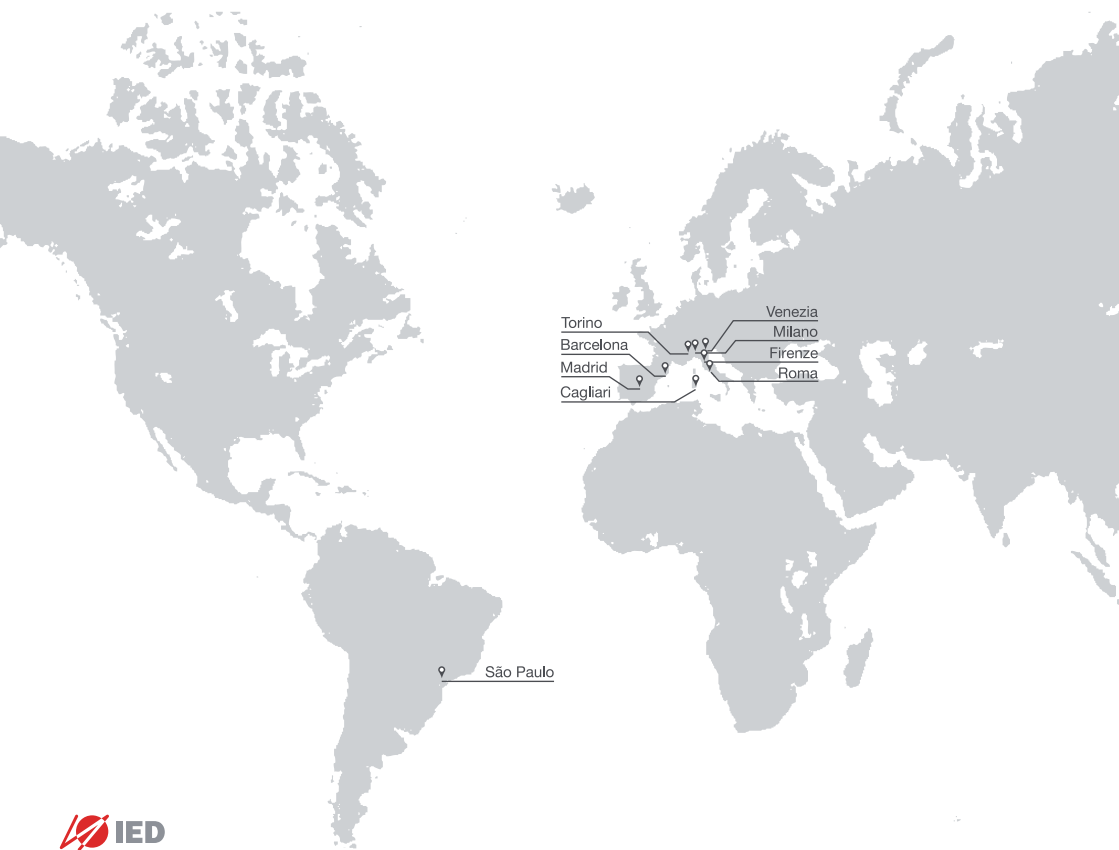 Torino
Barcelona
Madrid
Cagliari
Venezia
Milano
Firenze
Roma
São Paulo
IED